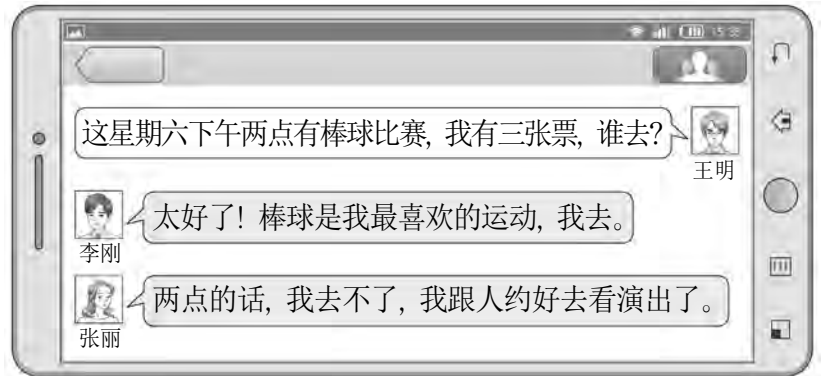 这星期六下午两点有棒球比赛, 我有三张票, 谁去?
王明
太好了! 棒球是我最喜欢的运动, 我去。
李刚
两点的话, 我去不了, 我跟人约好去看演出了。
张丽